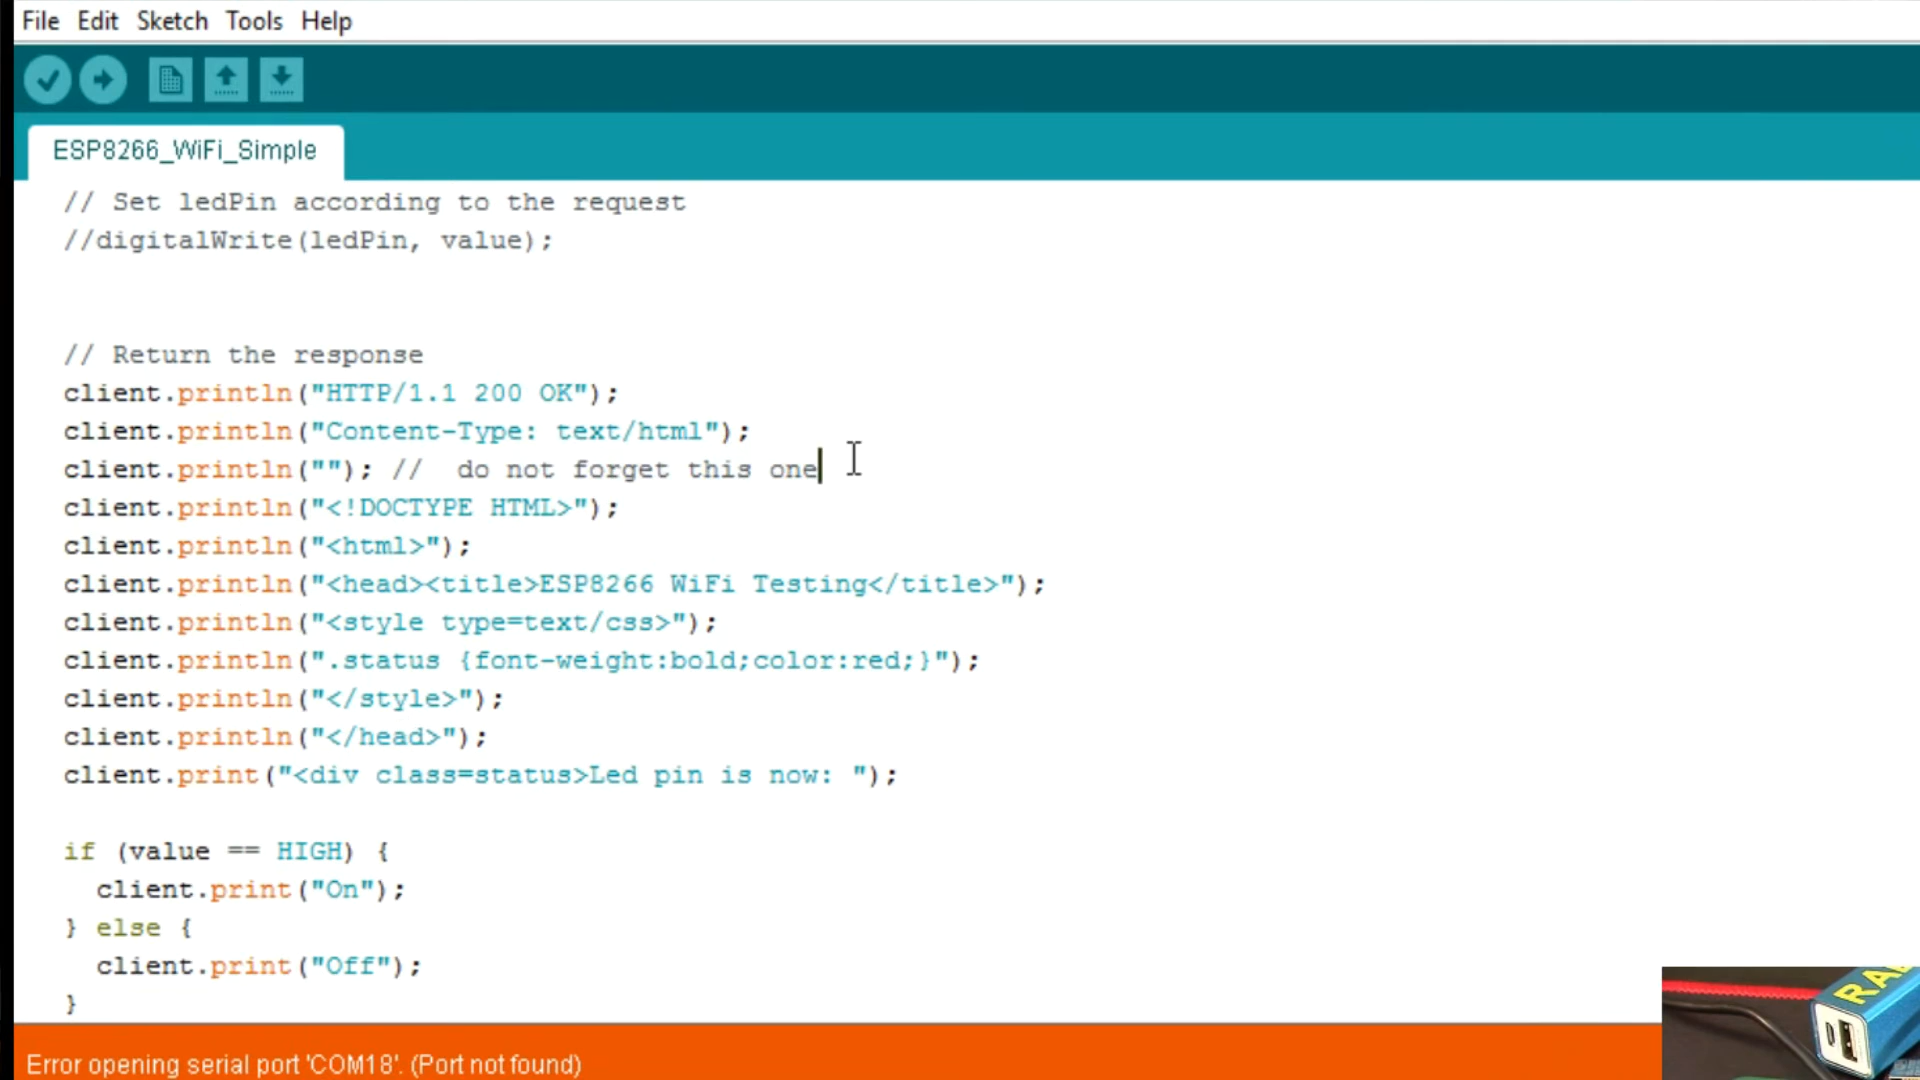 File Edit Sketch Tools Help
ESP8266_WiFi_Simple
// Set ledPin according to the request
//digitalWrite(ledPin, value);
// Return the response
client.println("HTTP/1.1 200 OK");
client.println("Content-Type: text/html");
client.println(""); //  do not forget this one
client.println("<!DOCTYPE HTML>");
client.println("<html>");
client.println("<head><title>ESP8266 WiFi Testing</title>");
client.println("<style type=text/css>");
client.println(".status {font-weight:bold;color:red;}");
client.println("</style>");
client.println("</head>");
client.print("<div class=status>Led pin is now: ");
if (value == HIGH) {
  client.print("On");
} else {
  client.print("Off");
}
Error opening serial port 'COM18'. (Port not found)